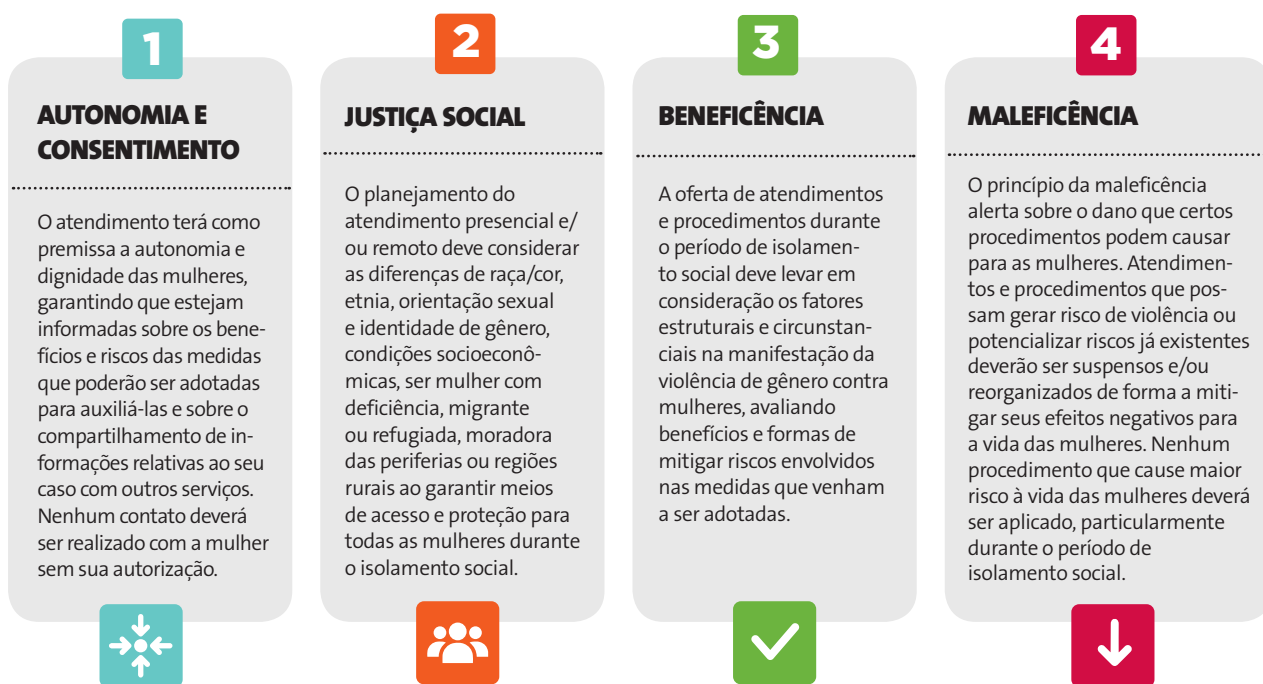 1
AUTONOMIA E
CONSENTIMENTO
O atendimento terá como
premissa a autonomia e
dignidade das mulheres,
garantindo que estejam
informadas sobre os bene-
fícios e riscos das medidas
que poderão ser adotadas
para auxiliá-las e sobre o
compartilhamento de in-
formações relativas ao seu
caso com outros serviços.
Nenhum contato deverá
ser realizado com a mulher
sem sua autorização.
2
JUSTIÇA SOCIAL
O planejamento do
atendimento presencial e/
ou remoto deve considerar
as diferenças de raça/cor,
etnia, orientação sexual
e identidade de gênero,
condições socioeconô-
micas, ser mulher com
deficiência, migrante
ou refugiada, moradora
das periferias ou regiões
rurais ao garantir meios
de acesso e proteção para
todas as mulheres durante
o isolamento social.
3
BENEFICÊNCIA
A oferta de atendimentos
e procedimentos durante
o período de isolamen-
to social deve levar em
consideração os fatores
estruturais e circunstan-
ciais na manifestação da
violência de gênero contra
mulheres, avaliando
benefícios e formas de
mitigar riscos envolvidos
nas medidas que venham
a ser adotadas.
4
MALEFICÊNCIA
O princípio da maleficência
alerta sobre o dano que certos
procedimentos podem causar
para as mulheres. Atendimen-
tos e procedimentos que pos-
sam gerar risco de violência ou
potencializar riscos já existentes
deverão ser suspensos e/ou
reorganizados de forma a miti-
gar seus efeitos negativos para
a vida das mulheres. Nenhum
procedimento que cause maior
risco à vida das mulheres deverá
ser aplicado, particularmente
durante o período de
isolamento social.